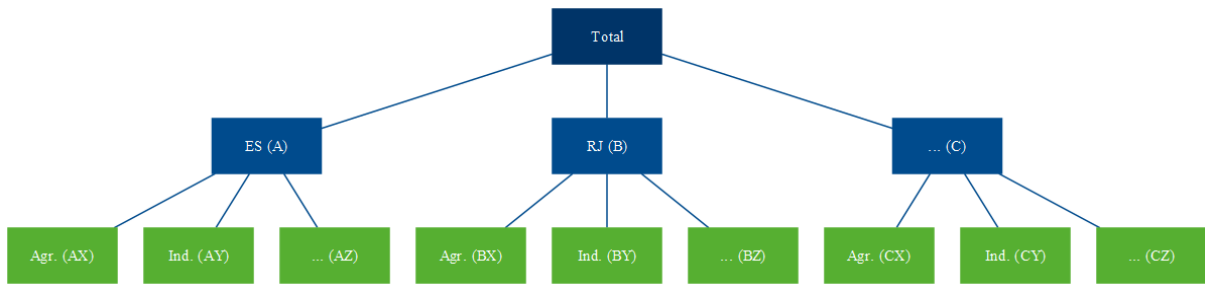 Total
ES (A)
RJ (B)
... (C)
Agr. (AX)
Ind. (AY)
... (AZ)
Agr. (BX)
Ind. (BY)
... (BZ)
Agr. (CX)
Ind. (CY)
... (CZ)